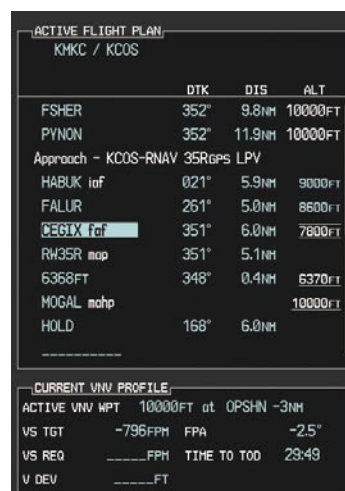 ACTIVE FLIGHT PLAN
KMKC / KCOS
DTK DIS ALT
FSHER 352° 9.8NM 10000FT
PYNON 352° 11.9NM 10000FT
Approach - KCOS-RNAV 35RGPS LPV
HABUK iaf 021° 5.9NM 9000FT
FALUR 261° 5.0NM 8600FT
CEGIX faf 351° 6.0NM 7800FT
RW35R map 351° 5.1NM
6368FT 348° 0.4NM 6370FT
MOGAL mahp 10000FT
HOLD 168° 6.0NM
__________
CURRENT VNV PROFILE
ACTIVE VNV WPT 10000FT at OPSHN -3NM
VS TGT -796FPM FPA -2.5°
VS REQ _____FPM TIME TO TOD 29:49
V DEV _____FT